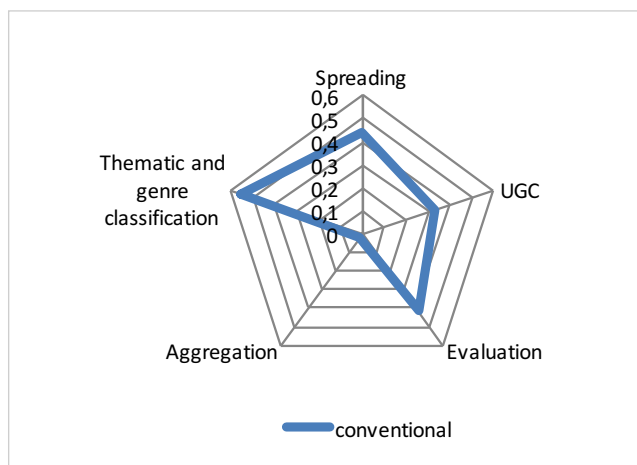 Spreading
0,6
0,5
0,4
0,3
0,2
0,1
0
UGC
Evaluation
Aggregation
Thematic and
genre
classification
conventional